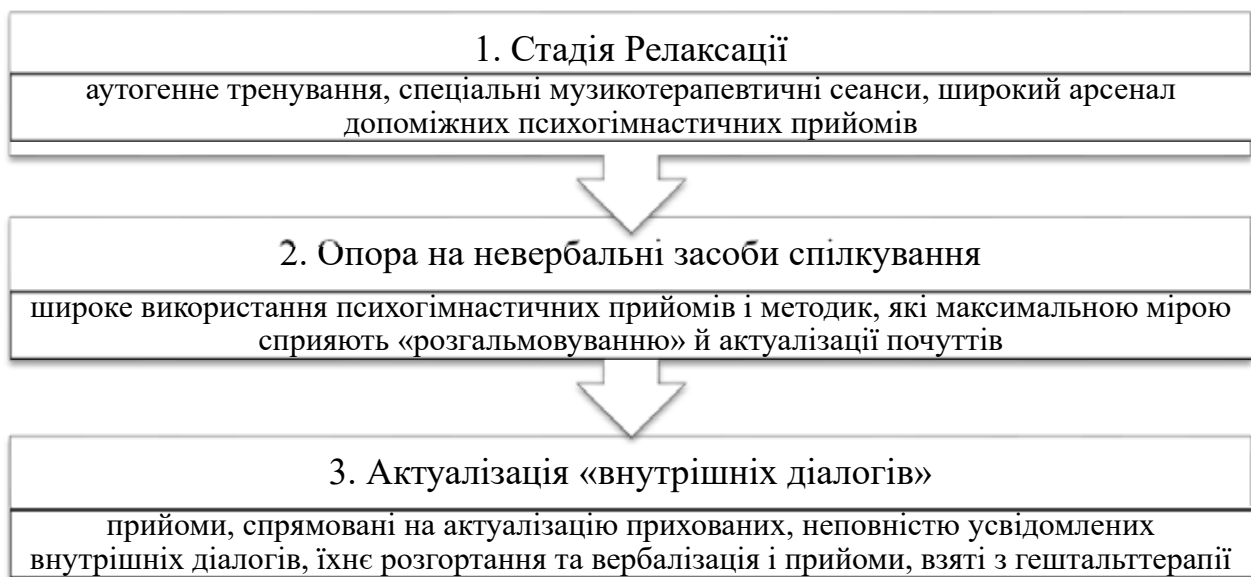 1. Стадія Релаксації
аутогенне тренування, спеціальні музикотерапевтичні сеанси, широкий арсенал
допоміжних психогімнастичних прийомів
2. Опора на невербальні засоби спілкування
широке використання психогімнастичних прийомів і методик, які максимальною мірою
сприяють «розгальмовуванню» й актуалізації почуттів
3. Актуалізація «внутрішніх діалогів»
прийоми, спрямовані на актуалізацію прихованих, неповністю усвідомлених
внутрішніх діалогів, їхнє розгортання та вербалізація і прийоми, взяті з гештальттерапії